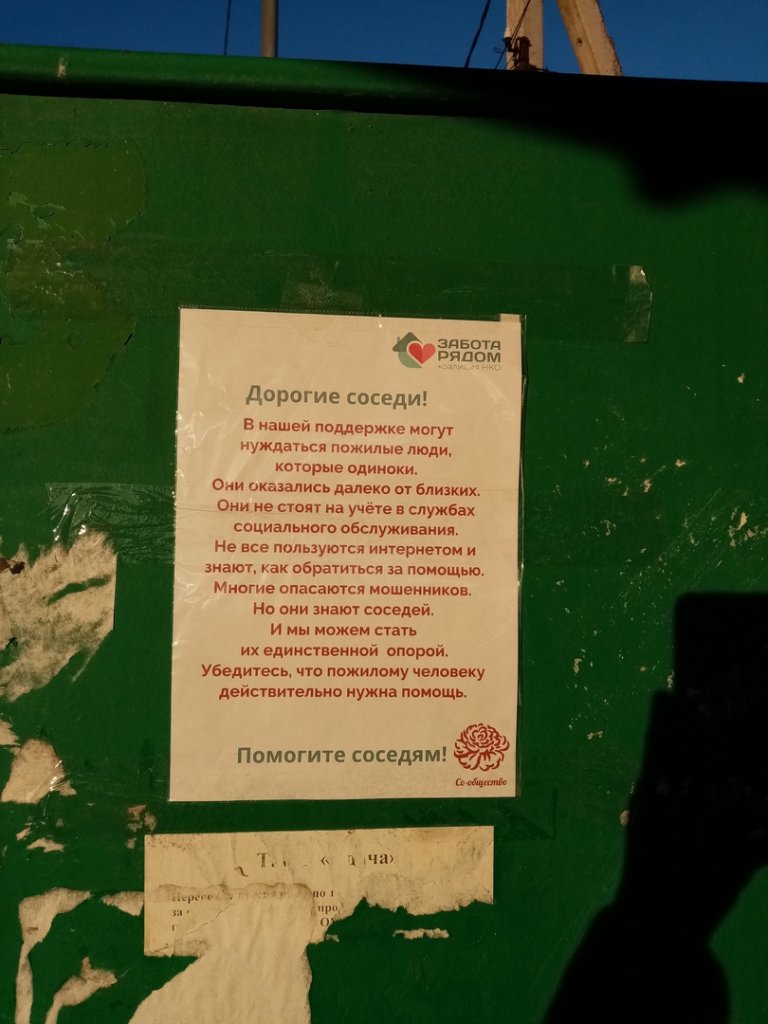 ЗАБОТА
РЯДОМ
коалиция НКО
Дорогие соседи!
В нашей поддержке могут
нуждаться пожилые люди,
которые одиноки.
Они оказались далеко от близких.
Они не стоят на учёте в службах
социального обслуживания.
Не все пользуются интернетом и
знают, как обратиться за помощью.
Многие опасаются мошенников.
Но они знают соседей.
И мы можем стать
их единственной опорой.
Убедитесь, что пожилому человеку
действительно нужна помощь.
Помогите соседям!
Со-общество
за